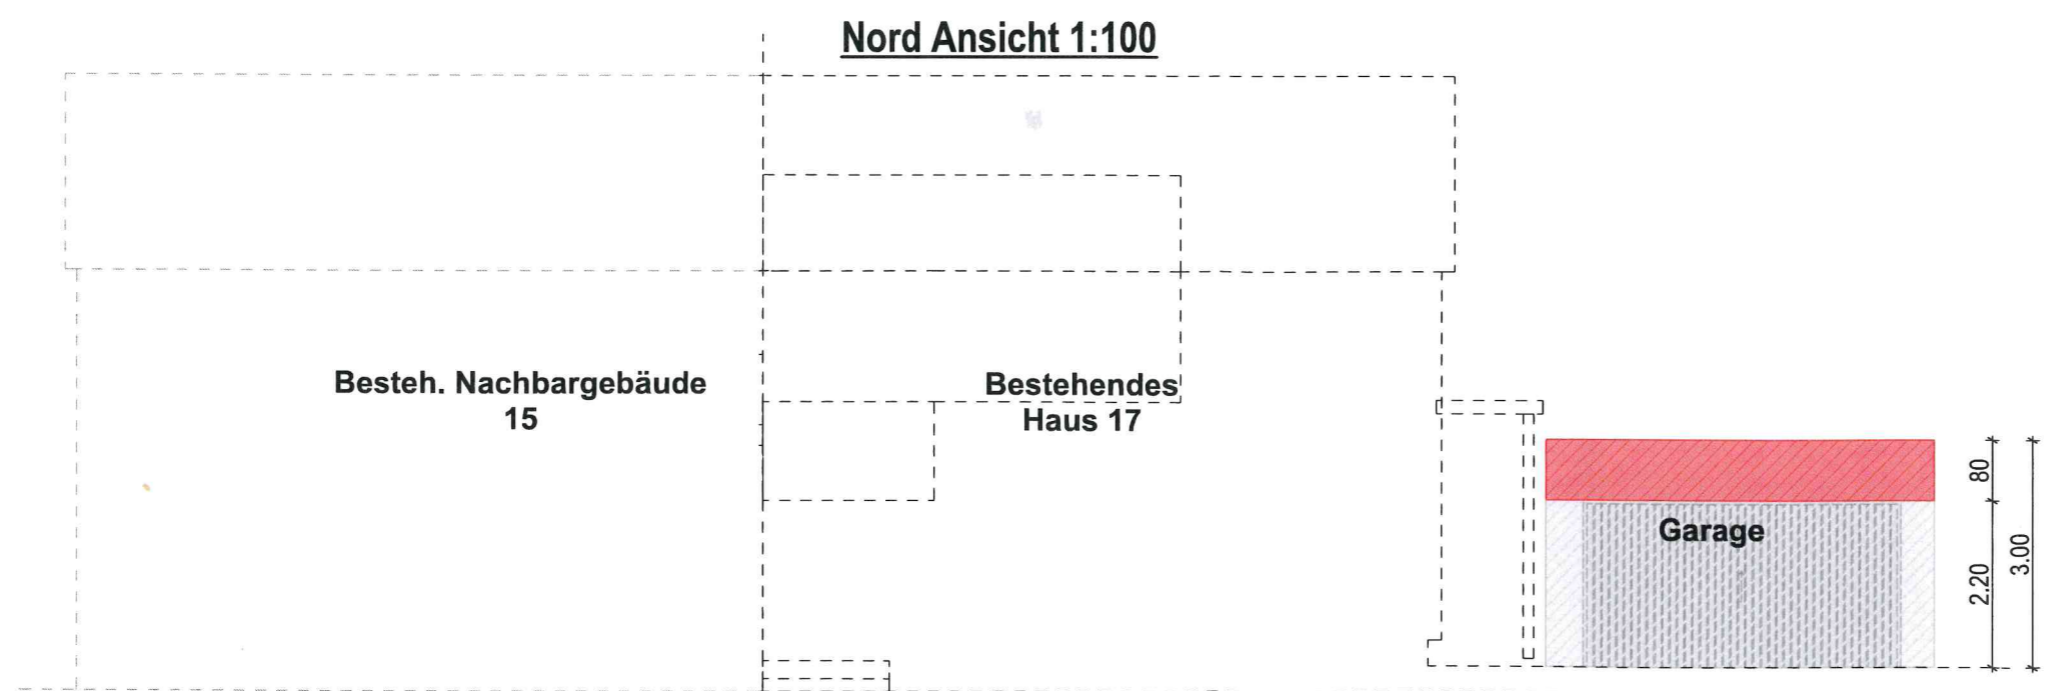 Nord Ansicht 1:100
Besteh. Nachbargebäude
15
Bestehendes
Haus 17
Garage
80
2.20
3.00